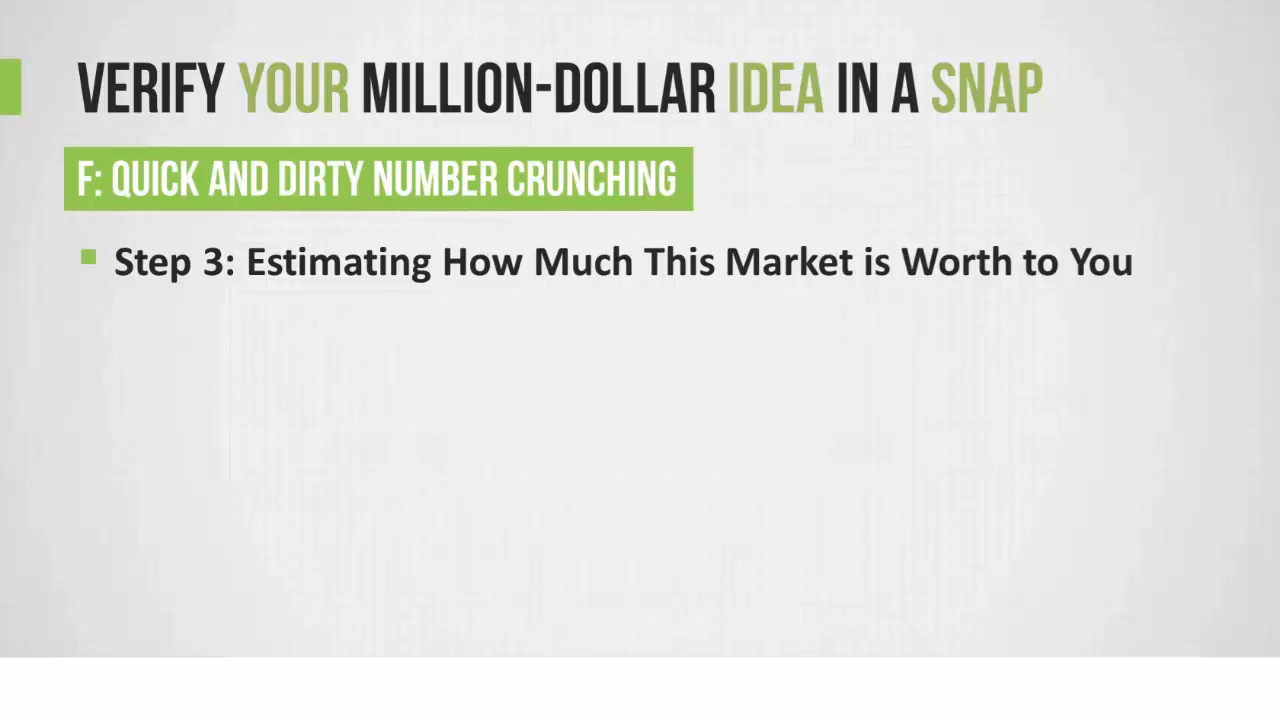 VERIFY YOUR MILLION-DOLLAR IDEA IN A SNAP
F: QUICK AND DIRTY NUMBER CRUNCHING
Step 3: Estimating How Much This Market is Worth to You